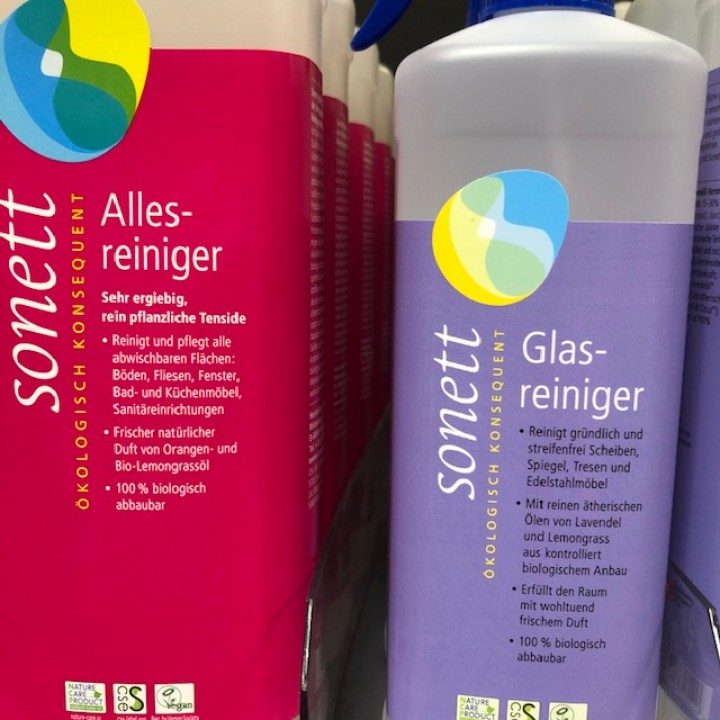 sonett
ÖKOLOGISCH KONSEQUENT
Alles-
reiniger
Sehr ergiebig,
rein pflanzliche Tenside
• Reinigt und pflegt alle
abwischbaren Flächen:
Böden, Fliesen, Fenster,
Bad- und Küchenmöbel,
Sanitäreinrichtungen
• Frischer natürlicher
Duft von Orangen- und
Bio-Lemongrassöl
• 100 % biologisch
abbaubar
NATURE
CARE
PRODUCT
CSE
vegan
sonett
ÖKOLOGISCH KONSEQUENT
Glas-
reiniger
• Reinigt gründlich und
streifenfrei Scheiben,
Spiegel, Tresen und
Edelstahlmöbel
• Mit reinen ätherischen
Ölen von Lavendel
und Lemongrass
aus kontrolliert
biologischem Anbau
• Erfüllt den Raum
mit wohltuend
frischem Duft
• 100 % biologisch
abbaubar
NATURE
CARE
PRODUCT